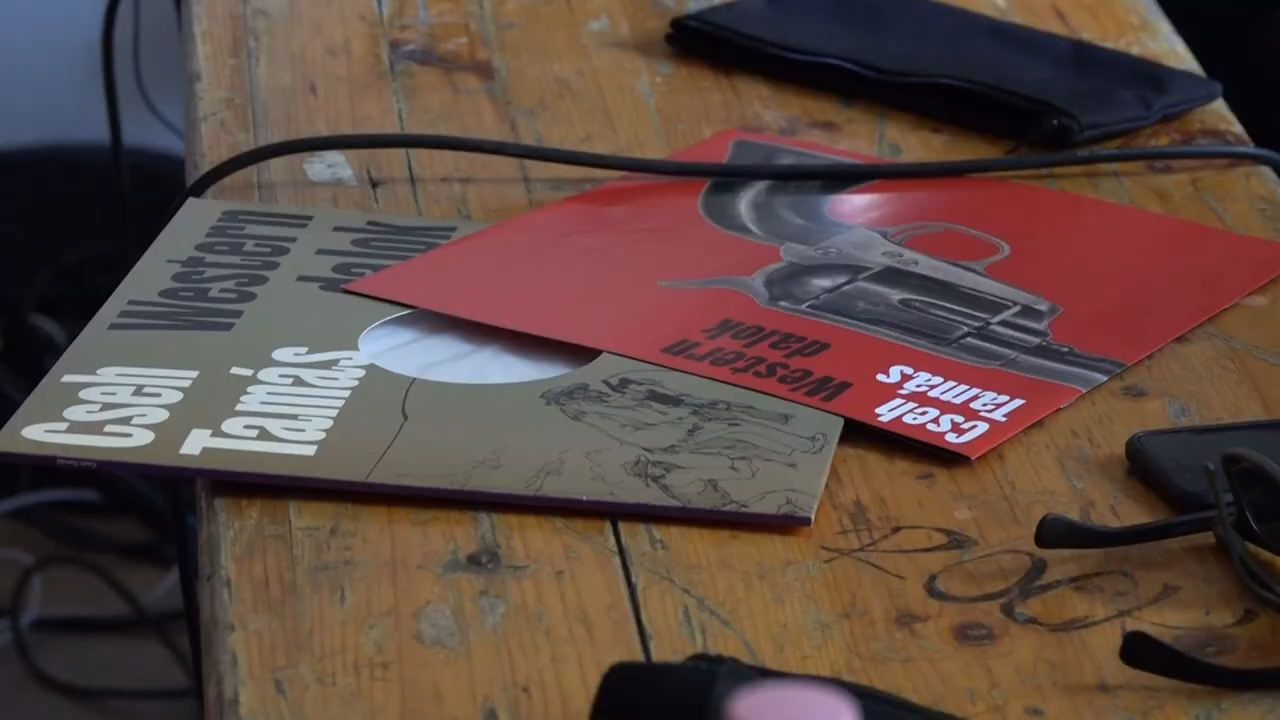 Western
dalok
Cseh
Tamás
Western
dalok
Cseh
Tamás